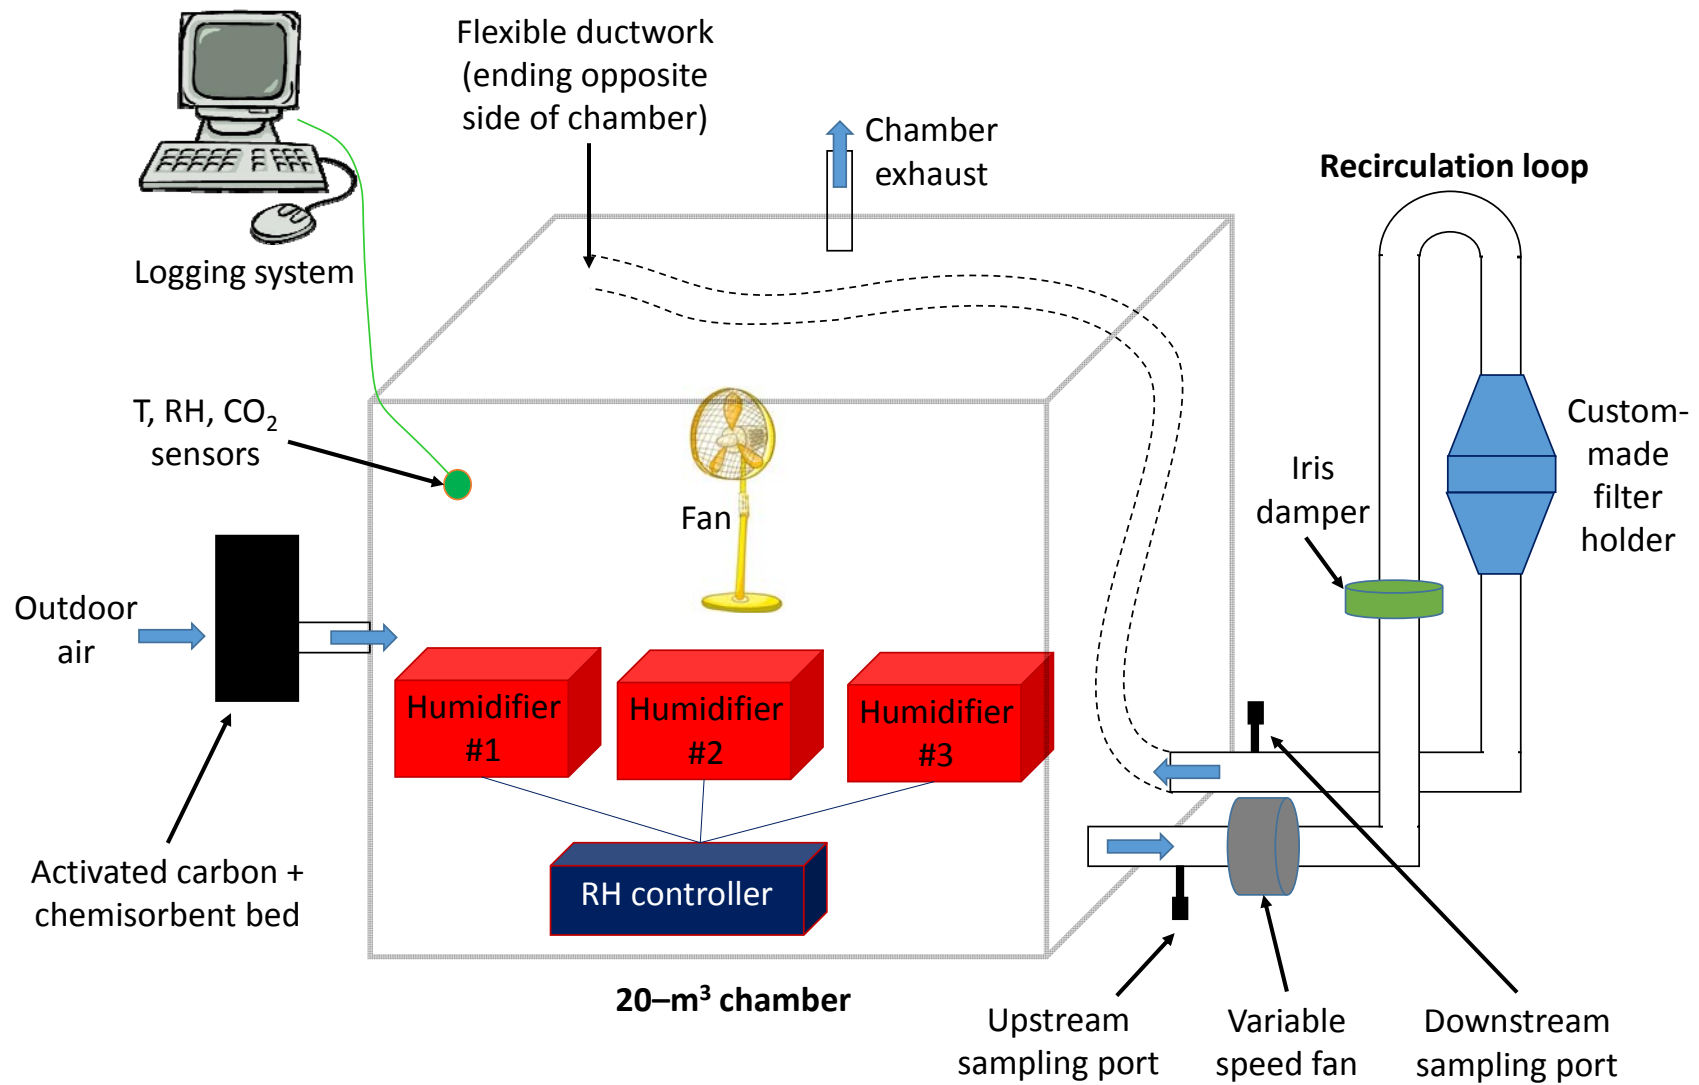 Flexible ductwork
(ending opposite
side of chamber)
Chamber
exhaust
Recirculation loop
Logging system
T, RH, CO₂
sensors
Fan
Iris
damper
Custom-
made
filter
holder
Outdoor
air
Humidifier
#1
Humidifier
#2
Humidifier
#3
Activated carbon +
chemisorbent bed
RH controller
20–m³ chamber
Upstream
sampling port
Variable
speed fan
Downstream
sampling port